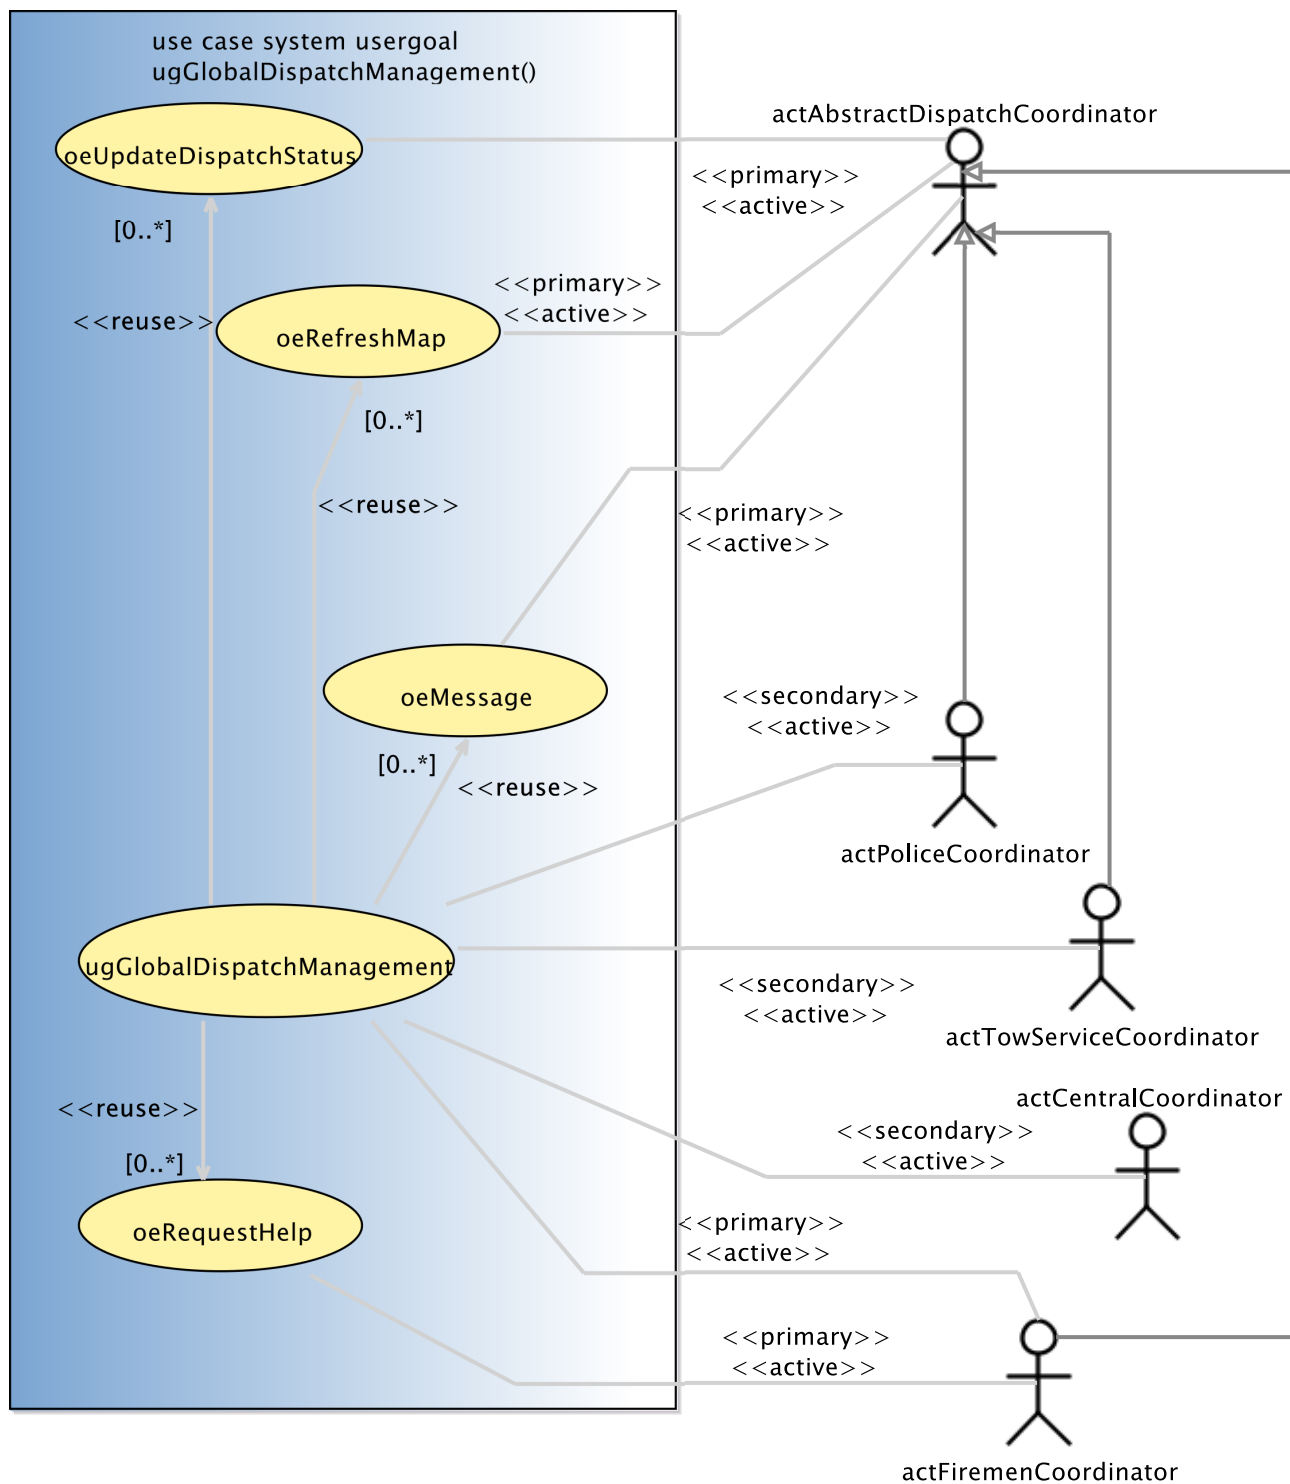 use case system usergoal
ugGlobalDispatchManagement()
actAbstractDispatchCoordinator
oeUpdateDispatchStatus
<<primary>>
<<active>>
[0..*]
<<primary>>
<<active>>
<<reuse>>
oeRefreshMap
[0..*]
<<reuse>>
<<primary>>
<<active>>
oeMessage
<<secondary>>
<<active>>
[0..*]
<<reuse>>
actPoliceCoordinator
ugGlobalDispatchManagement
<<secondary>>
<<active>>
actTowServiceCoordinator
actCentralCoordinator
<<reuse>>
<<secondary>>
<<active>>
[0..*]
oeRequestHelp
<<primary>>
<<active>>
<<primary>>
<<active>>
actFiremenCoordinator